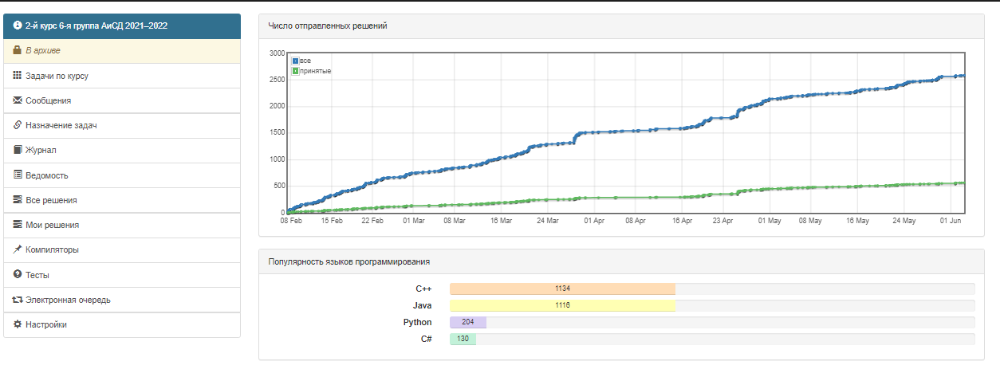 2-й курс 6-я группа АиСД 2021–2022
В архиве
Задачи по курсу
Сообщения
Назначение задач
Журнал
Ведомость
Все решения
Мои решения
Компиляторы
Тесты
Электронная очередь
Настройки
Число отправленных решений
3000
2500
2000
1500
1000
500
0
все
принятые
08 Feb 15 Feb 22 Feb 01 Mar 08 Mar 16 Mar 24 Mar 01 Apr 08 Apr 16 Apr 23 Apr 01 May 08 May 16 May 24 May 01 Jun
Популярность языков программирования
C++ 1134
Java 1116
Python 204
C# 130